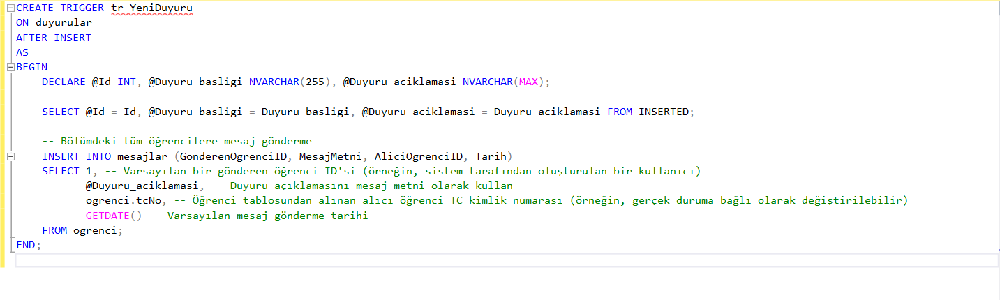 CREATE TRIGGER tr_YeniDuyuru
ON duyurular
AFTER INSERT
AS
BEGIN
DECLARE @Id INT, @Duyuru_basligi NVARCHAR(255), @Duyuru_aciklamasi NVARCHAR(MAX);
SELECT @Id = Id, @Duyuru_basligi = Duyuru_basligi, @Duyuru_aciklamasi = Duyuru_aciklamasi FROM INSERTED;
-- Bölümdeki tüm öğrencilere mesaj gönderme
INSERT INTO mesajlar (GonderenOgrenciID, MesajMetni, AliciOgrenciID, Tarih)
SELECT 1, -- Varsayılan bir gönderen öğrenci ID'si (örneğin, sistem tarafından oluşturulan bir kullanıcı)
@Duyuru_aciklamasi, -- Duyuru açıklamasını mesaj metni olarak kullan
ogrenci.tcNo, -- Öğrenci tablosundan alınan alıcı öğrenci TC kimlik numarası (örneğin, gerçek duruma bağlı olarak değiştirilebilir)
GETDATE() -- Varsayılan mesaj gönderme tarihi
FROM ogrenci;
END;